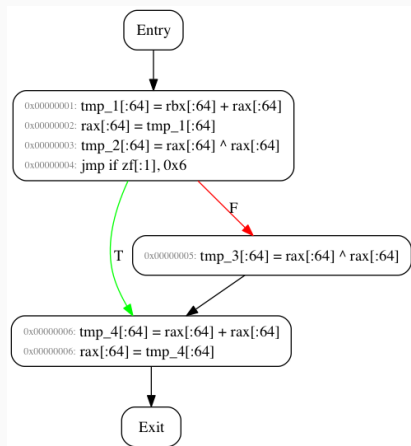 Entry
0x00000001: tmp_1[:64] = rbx[:64] + rax[:64]
0x00000002: rax[:64] = tmp_1[:64]
0x00000003: tmp_2[:64] = rax[:64] ^ rax[:64]
0x00000004: jmp if zf[:1], 0x6
F
T
0x00000005: tmp_3[:64] = rax[:64] ^ rax[:64]
0x00000006: tmp_4[:64] = rax[:64] + rax[:64]
0x00000006: rax[:64] = tmp_4[:64]
Exit